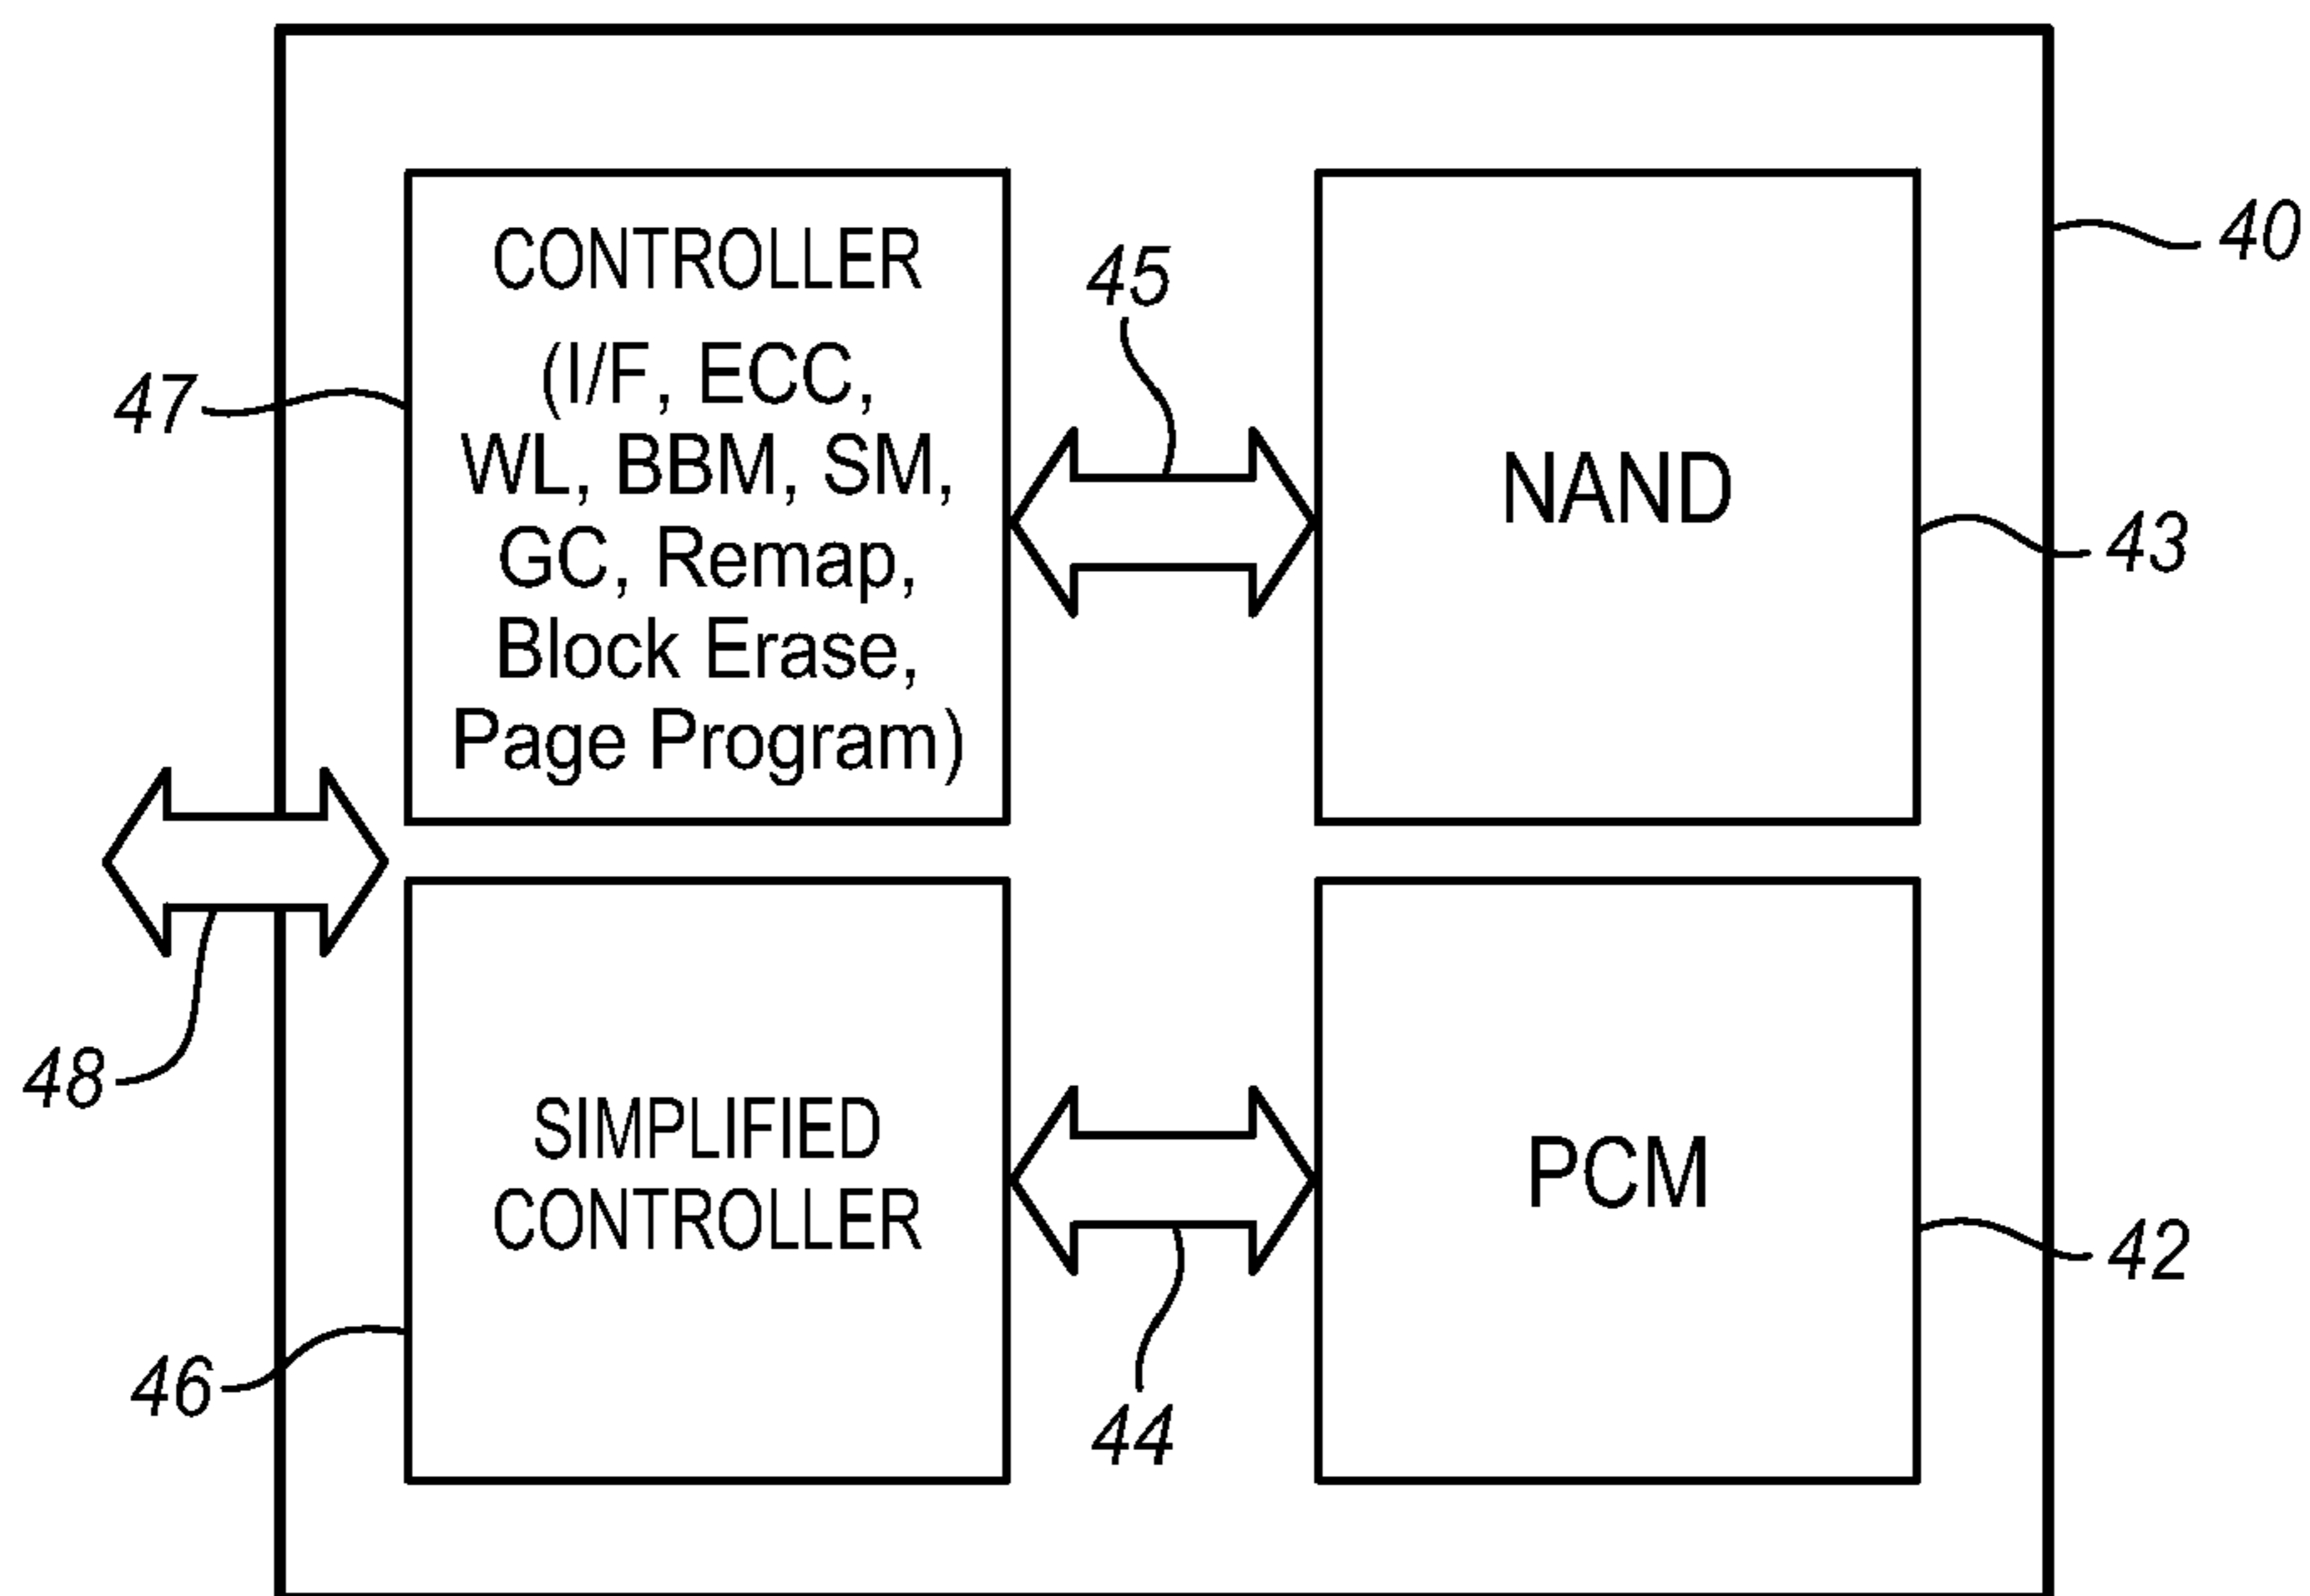 CONTROLLER
(I/F, ECC,
WL, BBM, SM,
GC, Remap,
Block Erase,
Page Program)
45
NAND
40
47
43
48
SIMPLIFIED
CONTROLLER
PCM
42
46
44